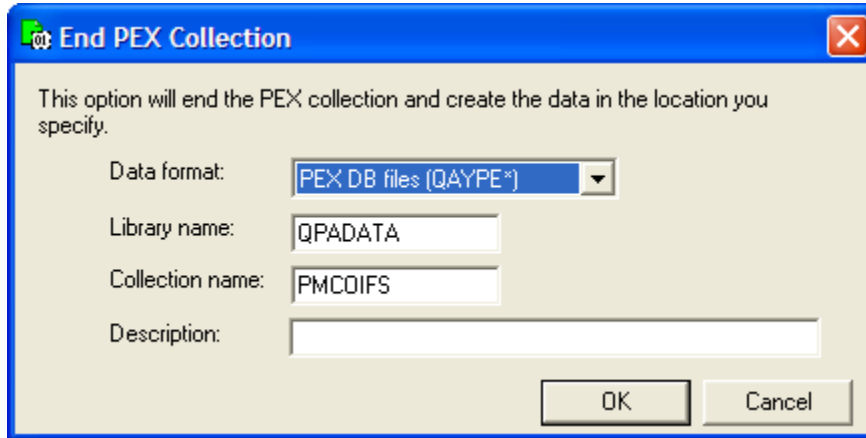 End PEX Collection
This option will end the PEX collection and create the data in the location you
specify.
Data format: PEX DB files (QAYPE*)
Library name: QPADATA
Collection name: PMCOIFS
Description:
OK Cancel